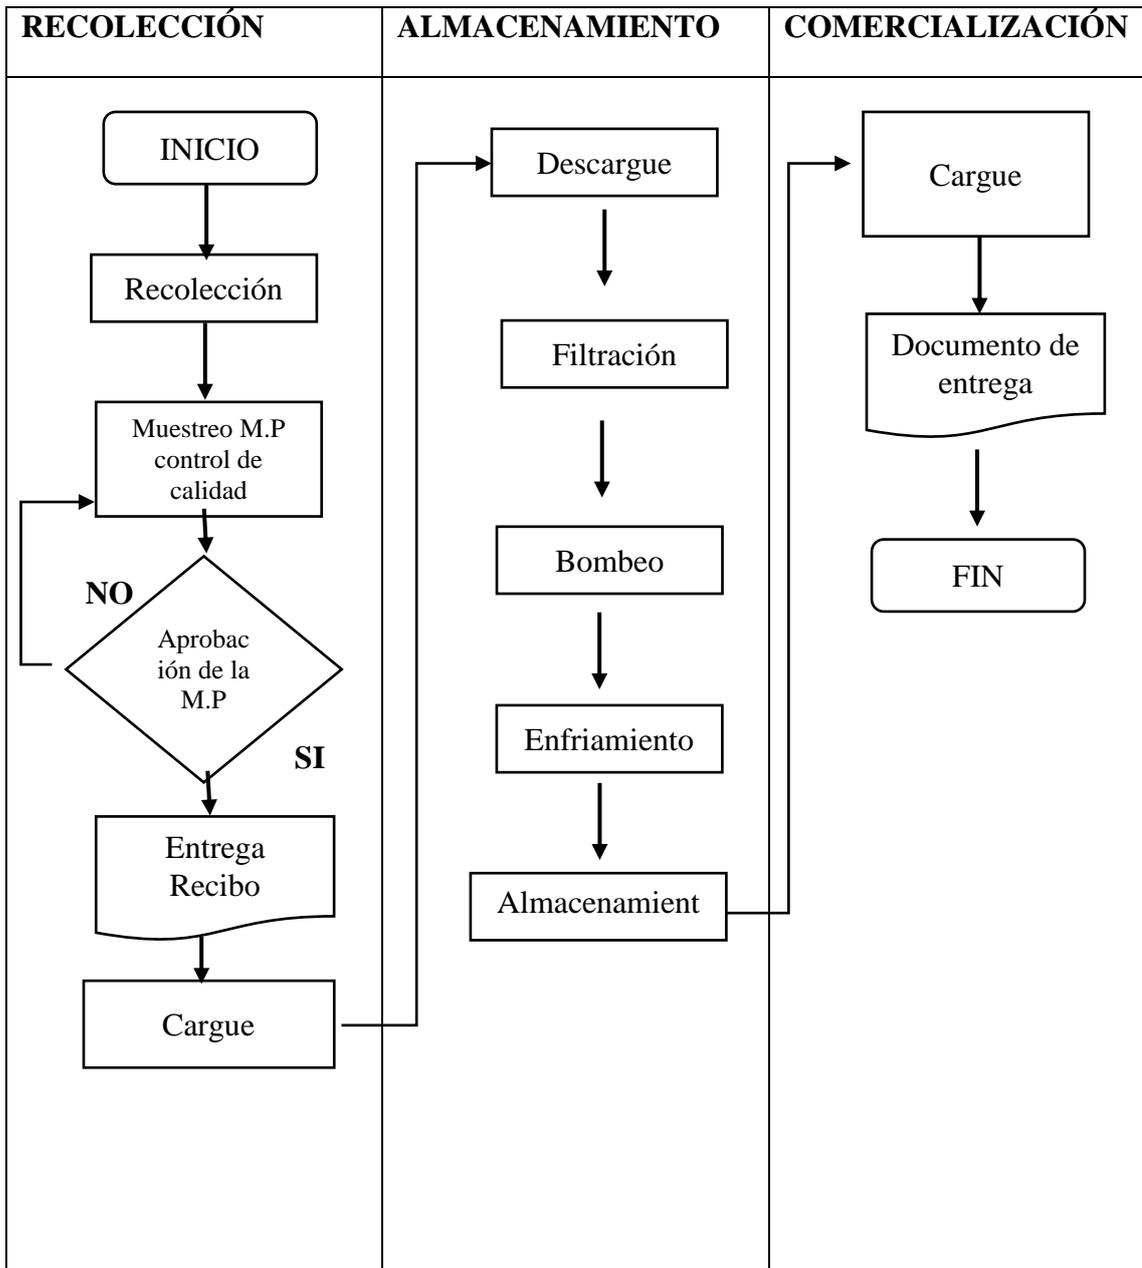 RECOLECCIÓN
ALMACENAMIENTO
COMERCIALIZACIÓN
INICIO
Recolección
Muestreo M.P
control de
calidad
NO
Aprobac
ión de la
M.P
SI
Entrega
Recibo
Cargue
Descargue
Filtración
Bombeo
Enfriamiento
Almacenamient
Cargue
Documento de
entrega
FIN